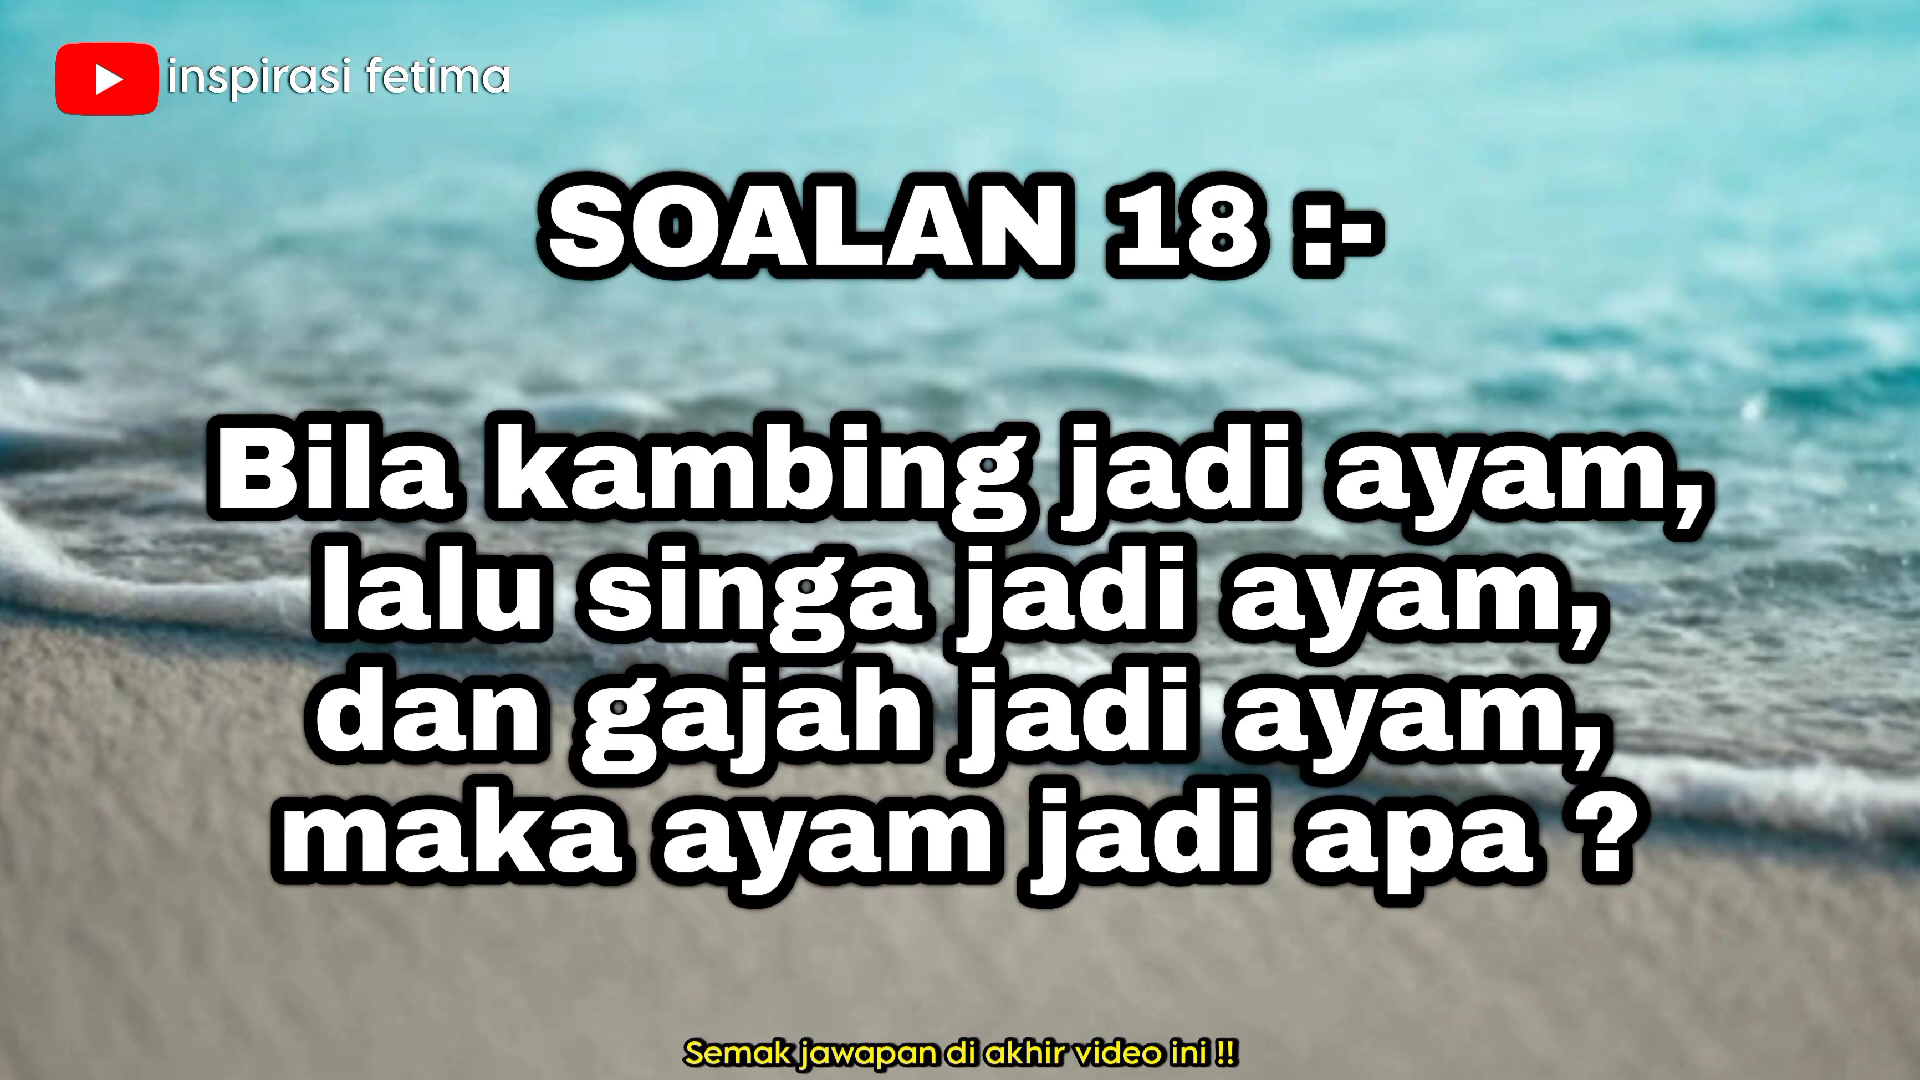 inspirasi fetima
SOALAN 18 :-
Bila kambing jadi ayam,
lalu singa jadi ayam,
dan gajah jadi ayam,
maka ayam jadi apa ?
Semak jawapan di akhir video ini !!